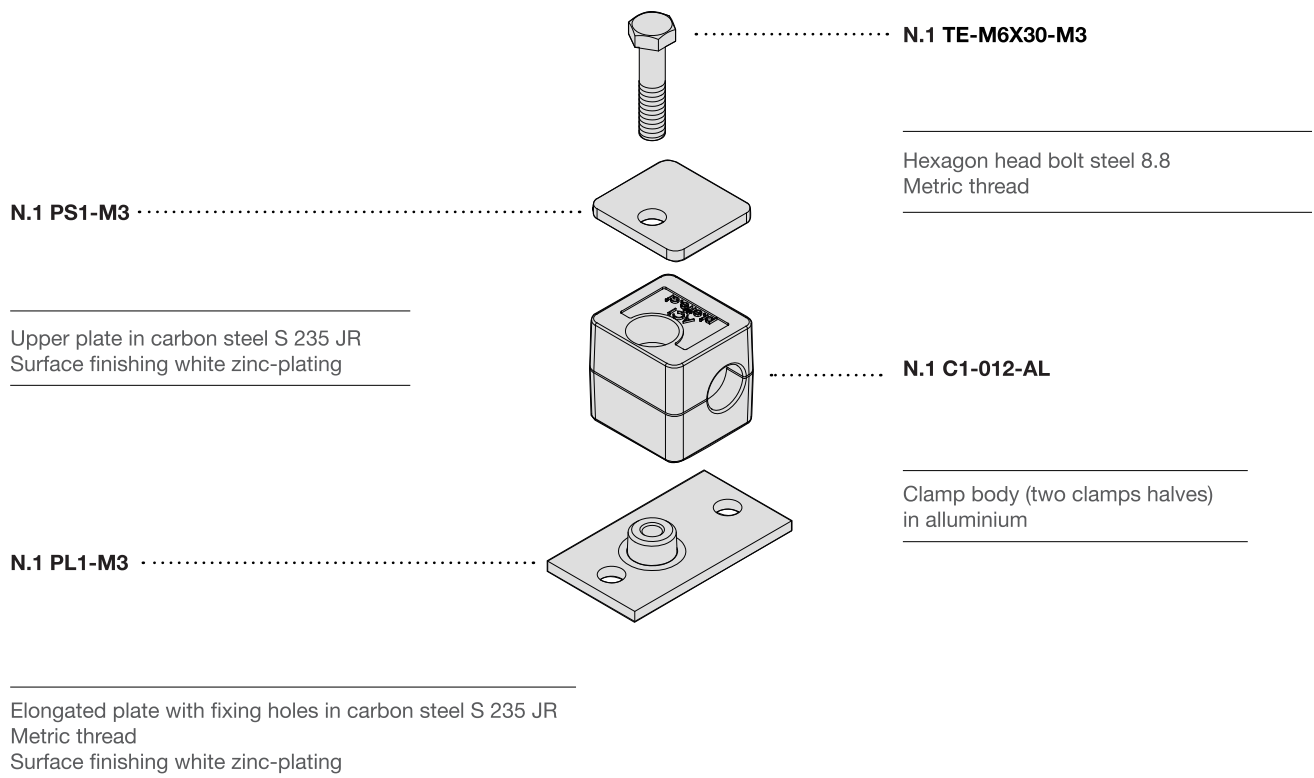 N.1 TE-M6X30-M3
Hexagon head bolt steel 8.8
Metric thread
N.1 PS1-M3
Upper plate in carbon steel S 235 JR
Surface finishing white zinc-plating
N.1 C1-012-AL
Clamp body (two clamps halves)
in alluminium
N.1 PL1-M3
Elongated plate with fixing holes in carbon steel S 235 JR
Metric thread
Surface finishing white zinc-plating